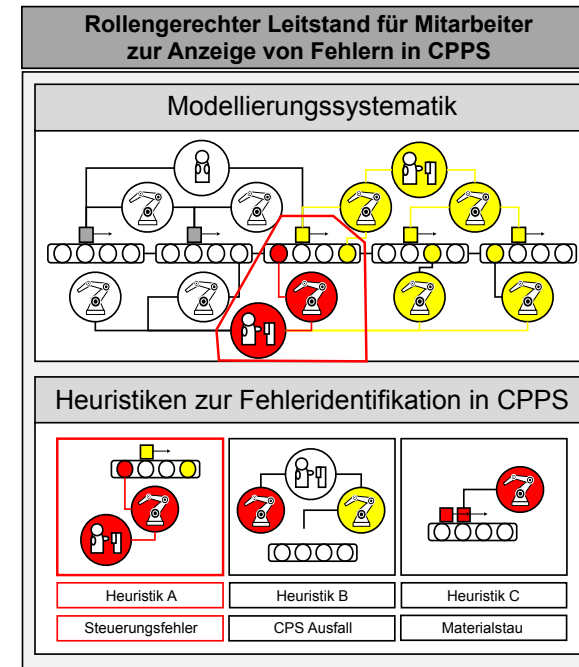 Rollengerechter Leitstand für Mitarbeiter
zur Anzeige von Fehlern in CPPS
Modellierungssystematik
Heuristiken zur Fehleridentifikation in CPPS
Heuristik A
Heuristik B
Heuristik C
Steuerungsfehler
CPS Ausfall
Materialstau